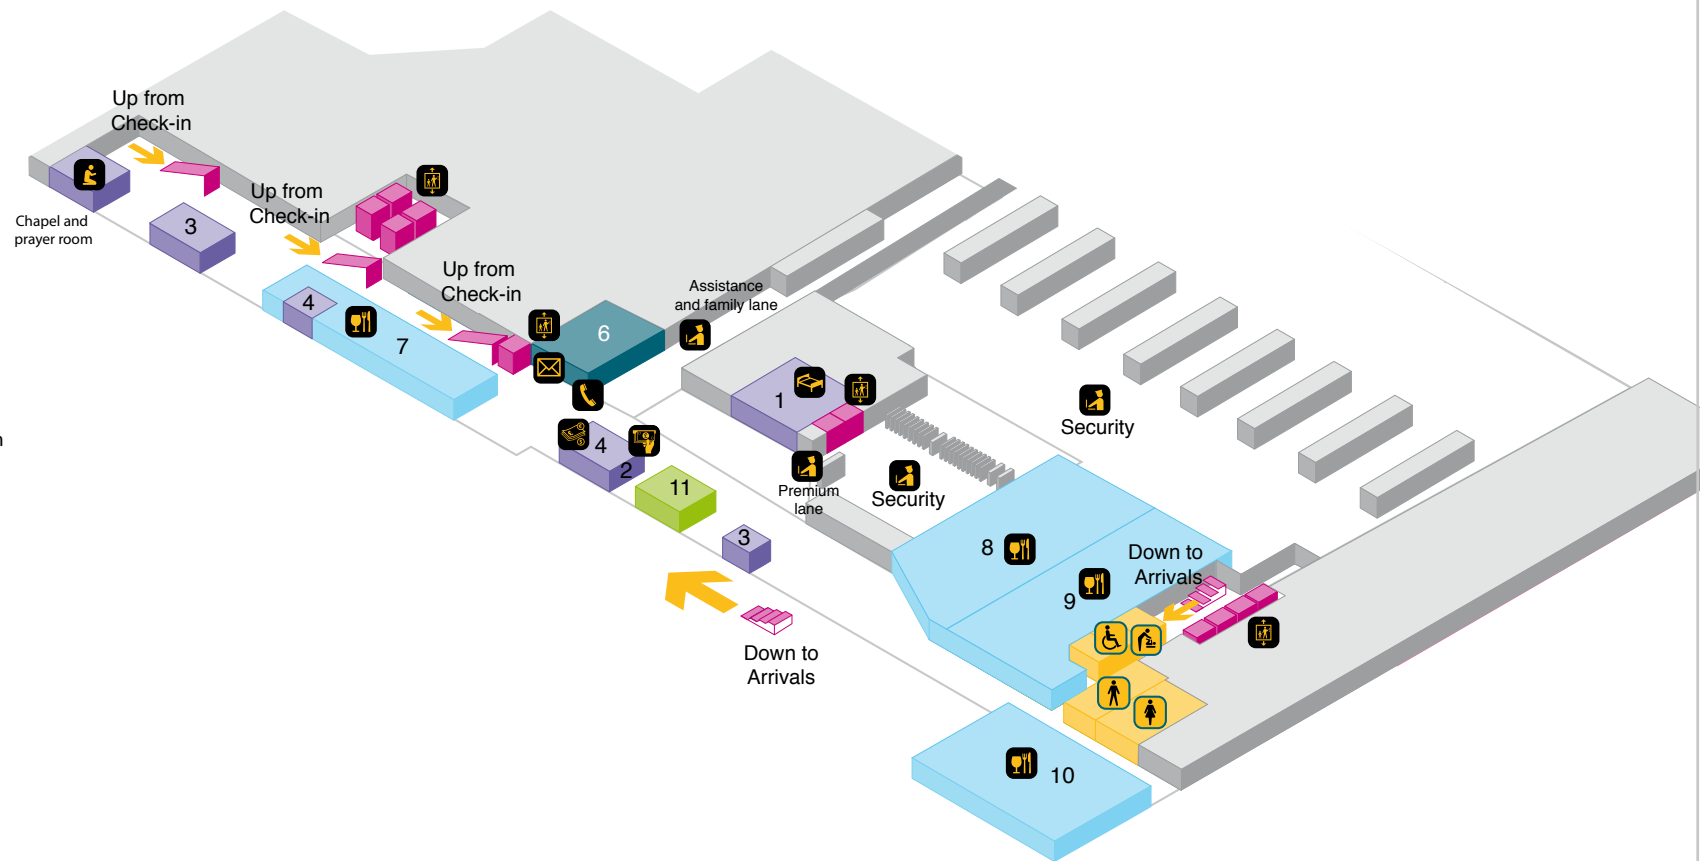 Up from
Check-in
Up from
Check-in
Chapel and
prayer room
3
Up from
Check-in
Assistance
and family lane
4
7
6
1
n
Security
4
2
11
Premium
lane
Security
3
8
9
Down to
Arrivals
Down to
Arrivals
10